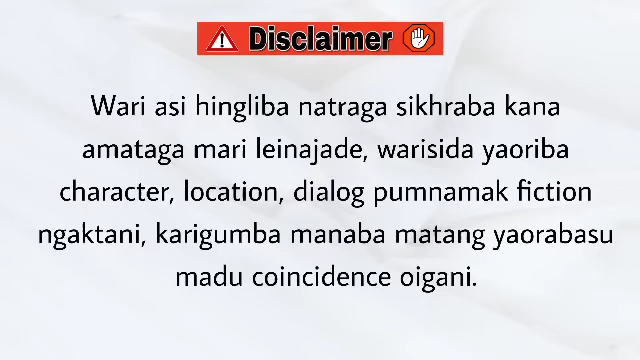 Disclaimer
Wari asi hingliba natraga sikhraba kana
amataga mari leinajade, warisida yaoriba
character, location, dialog pumnamak fiction
ngaktani, karigumba manaba matang yaorabasu
madu coincidence oigani.